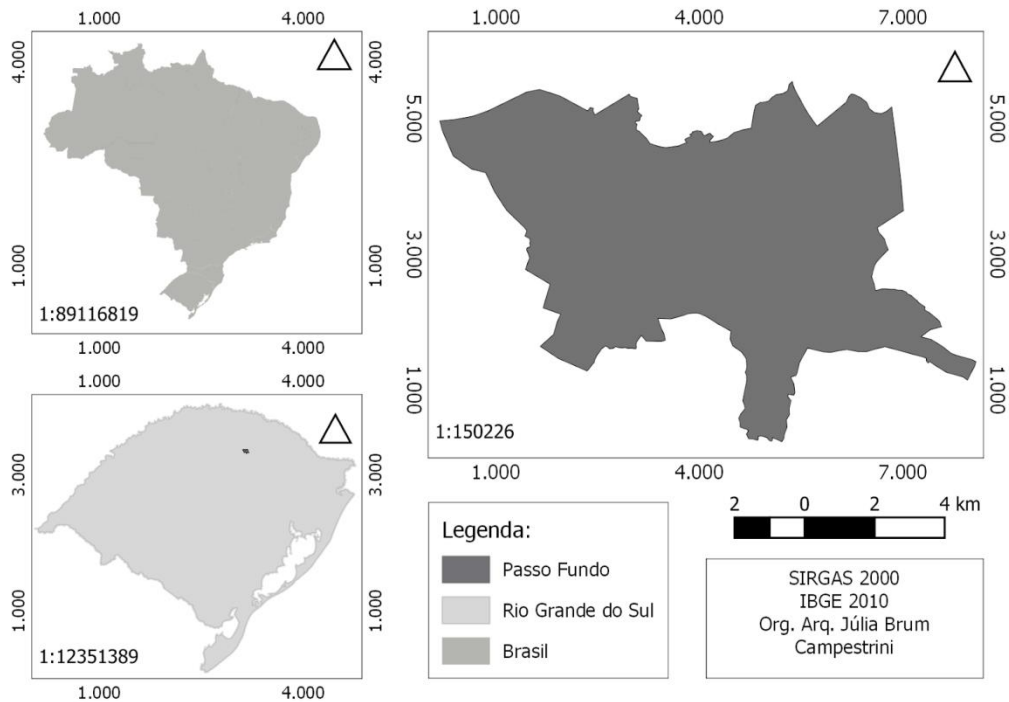 1.000 4.000
4.000 4.000
1.000 1.000
1:89116819
1.000 4.000
1.000 4.000
3.000 3.000
1.000 1.000
1:12351389
1.000 4.000
1.000 4.000 7.000
5.000 5.000
3.000 3.000
1.000 1.000
1:150226
1.000 4.000 7.000
Legenda:
Passo Fundo
Rio Grande do Sul
Brasil
2 0 2 4 km
SIRGAS 2000
IBGE 2010
Org. Arq. Júlia Brum
Campestrini